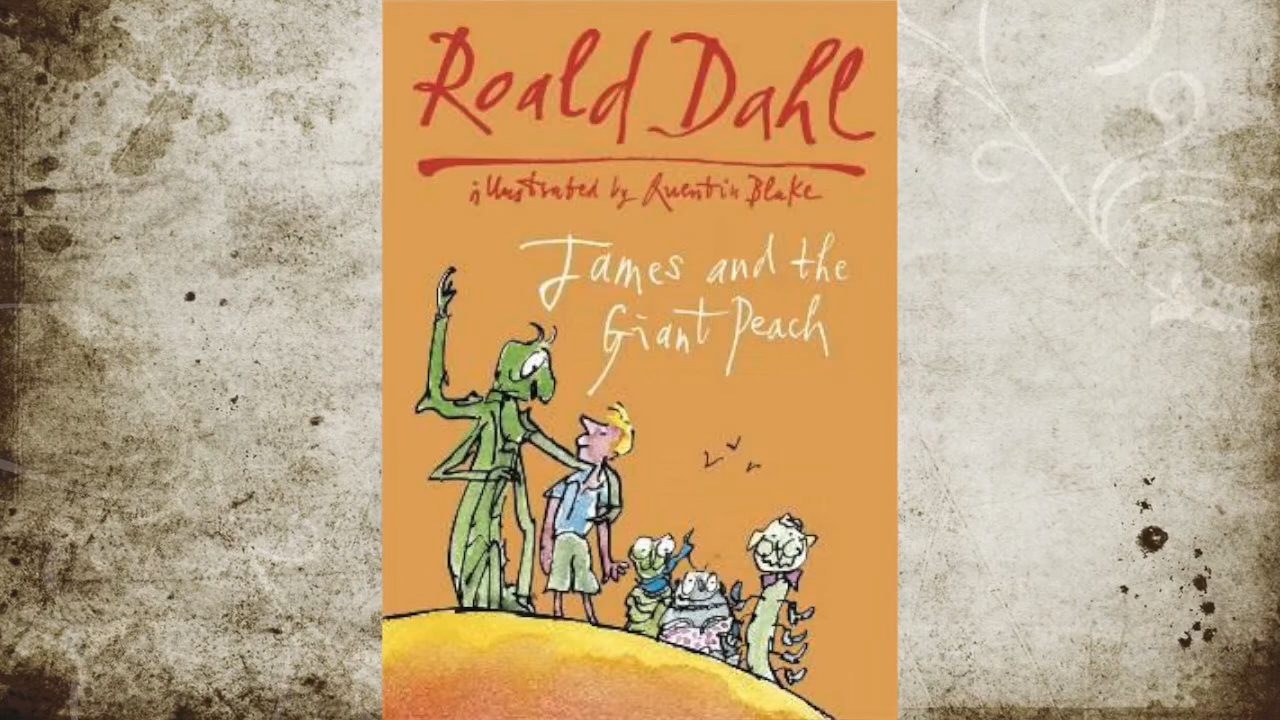 Roald Dahl
illustrated by Quentin Blake
James and the
Giant Peach